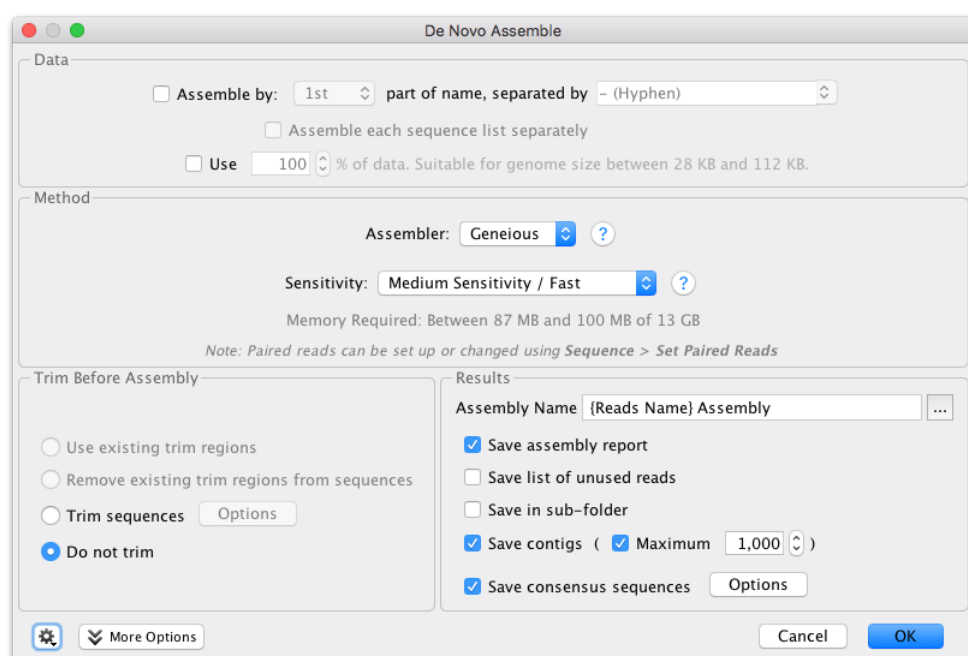 De Novo Assemble
Data
Assemble by: 1st part of name, separated by – (Hyphen)
Assemble each sequence list separately
Use 100 % of data. Suitable for genome size between 28 KB and 112 KB.
Method
Assembler: Geneious ?
Sensitivity: Medium Sensitivity / Fast ?
Memory Required: Between 87 MB and 100 MB of 13 GB
Note: Paired reads can be set up or changed using Sequence > Set Paired Reads
Trim Before Assembly
Use existing trim regions
Remove existing trim regions from sequences
Trim sequences Options
Do not trim
Results
Assembly Name {Reads Name} Assembly ...
Save assembly report
Save list of unused reads
Save in sub-folder
Save contigs ( Maximum 1,000 )
Save consensus sequences Options
More Options Cancel OK